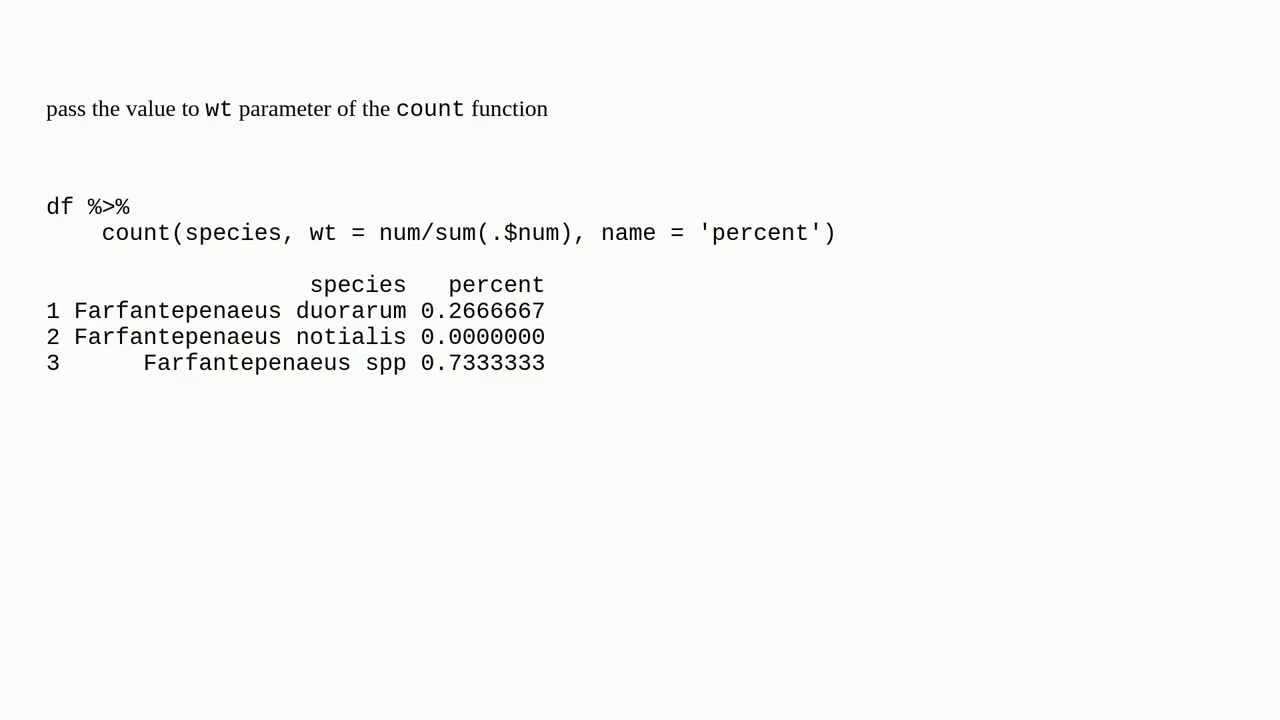 pass the value to wt parameter of the count function
df %>%
    count(species, wt = num/sum(.$num), name = 'percent')
                   species   percent
1 Farfantepenaeus duorarum 0.2666667
2 Farfantepenaeus notialis 0.0000000
3      Farfantepenaeus spp 0.7333333